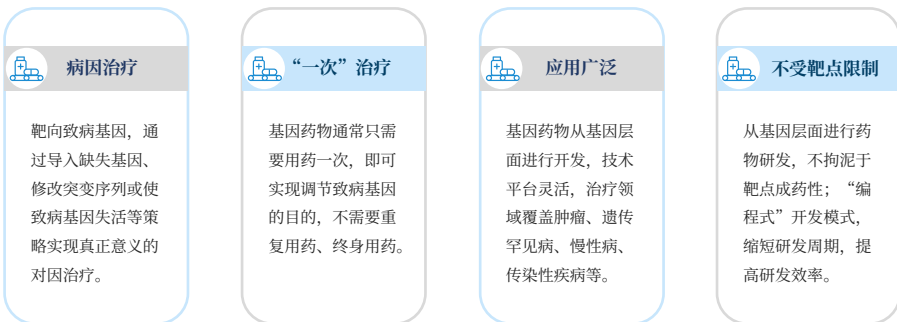 病因治疗
靶向致病基因，通
过导入缺失基因、
修改突变序列或使
致病基因失活等策
略实现真正意义的
对因治疗。
“一次”治疗
基因药物通常只需
要用药一次，即可
实现调节致病基因
的目的，不需要重
复用药、终身用药。
应用广泛
基因药物从基因层
面进行开发，技术
平台灵活，治疗领
域覆盖肿瘤、遗传
罕见病、慢性病、
传染性疾病等。
不受靶点限制
从基因层面进行药
物研发，不拘泥于
靶点成药性；“编
程式”开发模式，
缩短研发周期，提
高研发效率。